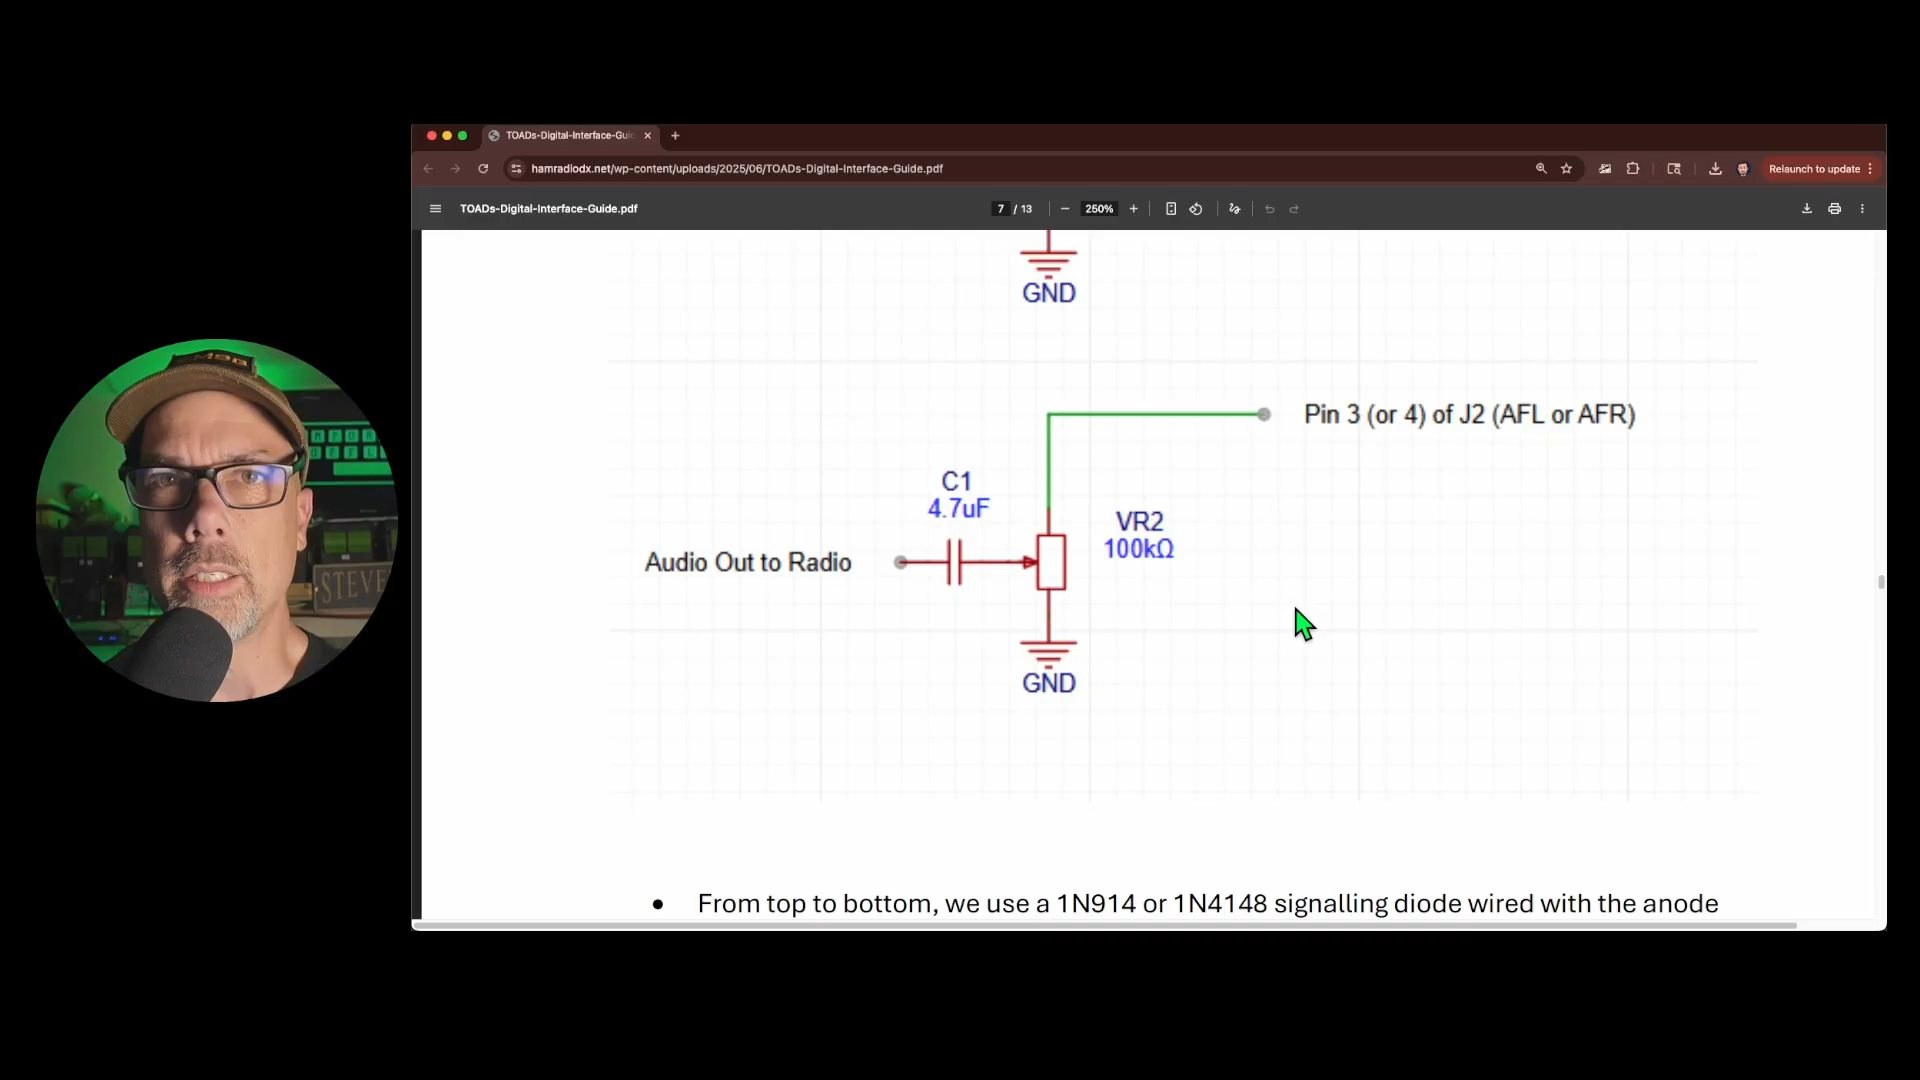 TOADs-Digital-Interface-Guid
hamradiodx.net/wp-content/uploads/2025/06/TOADs-Digital-Interface-Guide.pdf
Relaunch to update
TOADs-Digital-Interface-Guide.pdf
7 / 13
250%
GND
Pin 3 (or 4) of J2 (AFL or AFR)
C1
4.7uF
VR2
100kΩ
Audio Out to Radio
GND
STEVE
• From top to bottom, we use a 1N914 or 1N4148 signalling diode wired with the anode